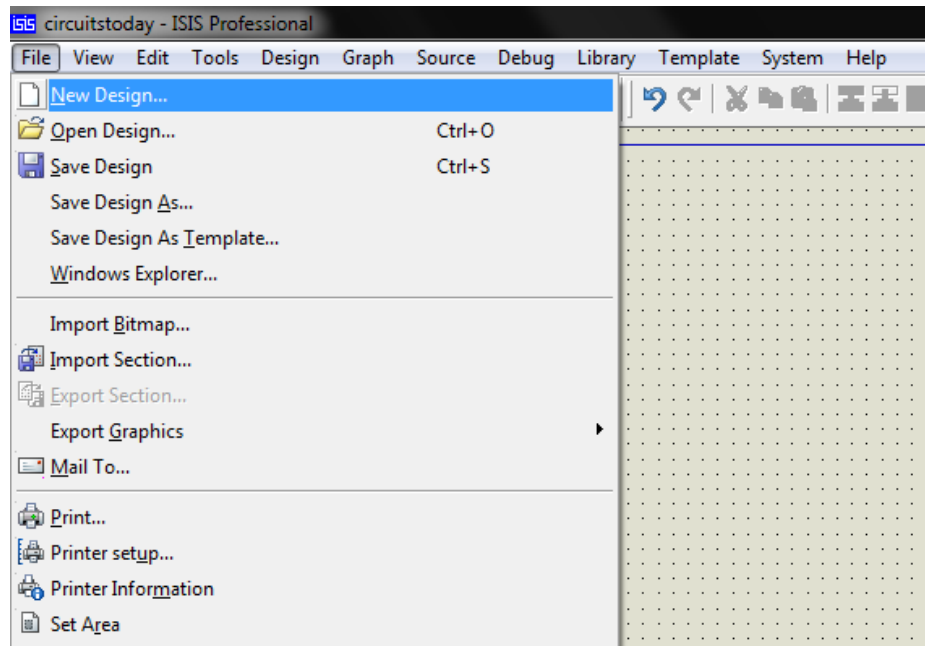 isis circuitstoday - ISIS Professional
File View Edit Tools Design Graph Source Debug Library Template System Help
New Design...
Open Design... Ctrl+O
Save Design Ctrl+S
Save Design As...
Save Design As Template...
Windows Explorer...
Import Bitmap...
Import Section...
Export Section...
Export Graphics
Mail To...
Print...
Printer setup...
Printer Information
Set Area